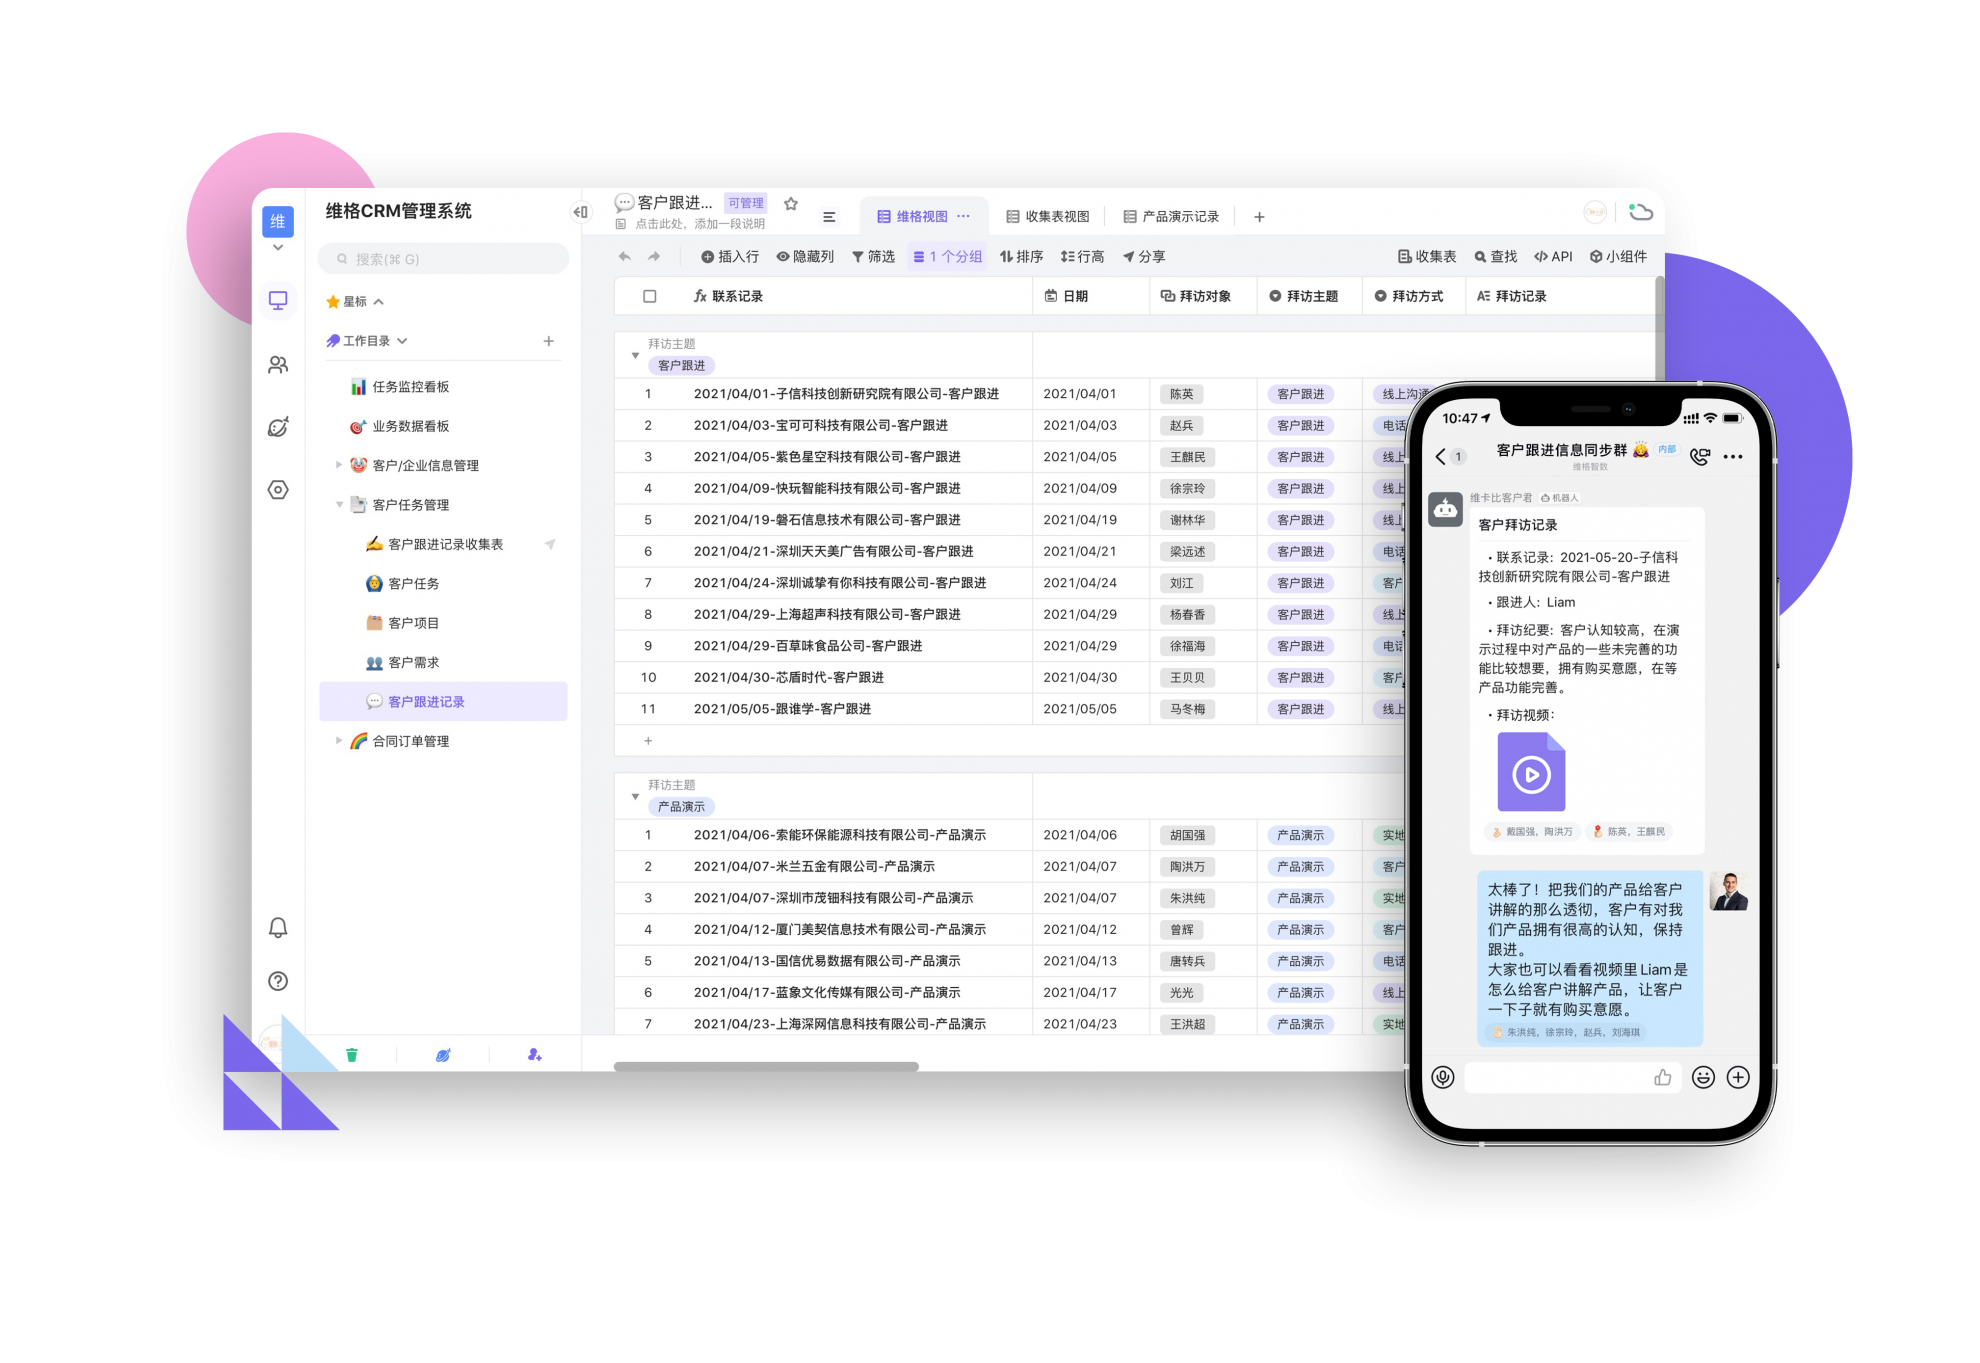 维
维格CRM管理系统
搜索(⌘ G)
星标
工作目录
任务监控看板
业务数据看板
客户/企业信息管理
客户任务管理
客户跟进记录收集表
客户任务
客户项目
客户需求
客户跟进记录
合同订单管理
客户跟进...
可管理
点击此处，添加一段说明
维格视图
收集表视图
产品演示记录
插入行 隐藏列 筛选 1 个分组 排序 行高 分享
收集表 查找 API 小组件
联系记录 日期 拜访对象 拜访主题 拜访方式 拜访记录
拜访主题
客户跟进
1 2021/04/01-子信科技创新研究院有限公司-客户跟进 2021/04/01 陈英 客户跟进 线上沟通
2 2021/04/03-宝可可科技有限公司-客户跟进 2021/04/03 赵兵 客户跟进 电话
3 2021/04/05-紫色星空科技有限公司-客户跟进 2021/04/05 王麒民 客户跟进 线上
4 2021/04/09-快玩智能科技有限公司-客户跟进 2021/04/09 徐宗玲 客户跟进 线上
5 2021/04/19-磐石信息技术有限公司-客户跟进 2021/04/19 谢林华 客户跟进 线上
6 2021/04/21-深圳天天美广告有限公司-客户跟进 2021/04/21 梁远述 客户跟进 电话
7 2021/04/24-深圳诚挚有你科技有限公司-客户跟进 2021/04/24 刘江 客户跟进 客户
8 2021/04/29-上海超声科技有限公司-客户跟进 2021/04/29 杨春香 客户跟进 线上
9 2021/04/29-百草味食品公司-客户跟进 2021/04/29 徐福海 客户跟进 电话
10 2021/04/30-芯盾时代-客户跟进 2021/04/30 王贝贝 客户跟进 客户
11 2021/05/05-跟谁学-客户跟进 2021/05/05 马冬梅 客户跟进 线上
拜访主题
产品演示
1 2021/04/06-索能环保能源科技有限公司-产品演示 2021/04/06 胡国强 产品演示 实地
2 2021/04/07-米兰五金有限公司-产品演示 2021/04/07 陶洪万 产品演示 客户
3 2021/04/07-深圳市茂钿科技有限公司-产品演示 2021/04/07 朱洪纯 产品演示 实地
4 2021/04/12-厦门美契信息技术有限公司-产品演示 2021/04/12 曾辉 产品演示 客户
5 2021/04/13-国信优易数据有限公司-产品演示 2021/04/13 唐转兵 产品演示 电话
6 2021/04/17-蓝象文化传媒有限公司-产品演示 2021/04/17 光光 产品演示 线上
7 2021/04/23-上海深网信息科技有限公司-产品演示 2021/04/23 王洪超 产品演示 实地
10:47
1
客户跟进信息同步群
内部
维格智数
维卡比客户君 机器人
客户拜访记录
・联系记录：2021-05-20-子信科
技创新研究院有限公司-客户跟进
・跟进人：Liam
・拜访纪要：客户认知较高，在演
示过程中对产品的一些未完善的功
能比较想要，拥有购买意愿，在等
产品功能完善。
・拜访视频：
戴国强，陶洪万 陈英，王麒民
太棒了！把我们的产品给客户
讲解的那么透彻，客户有对我
们产品拥有很高的认知，保持
跟进。
大家也可以看看视频里 Liam 是
怎么给客户讲解产品，让客户
一下子就有购买意愿。
朱洪纯，徐宗玲，赵兵，刘海琪